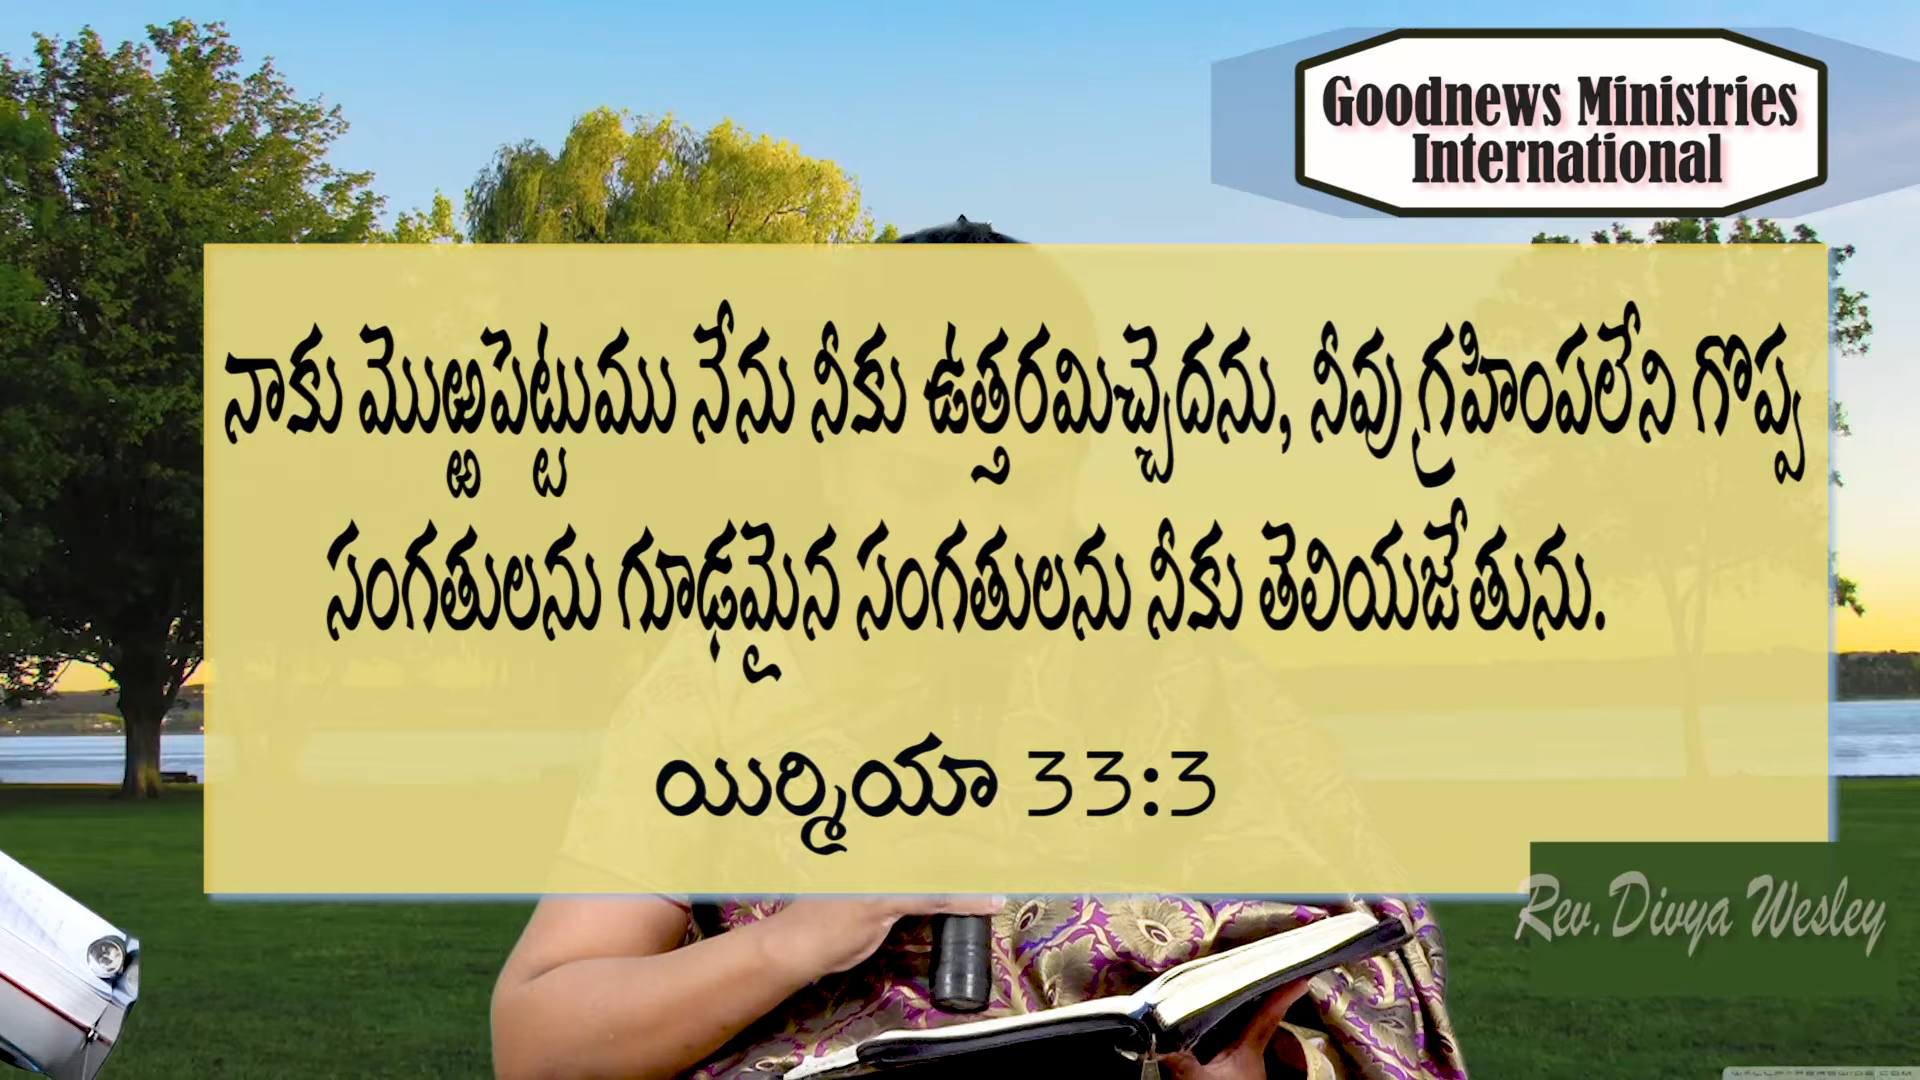 Goodnews Ministries
International
నాకు మొఱ్ఱపెట్టుము నేను నీకు ఉత్తరమిచ్చెదను, నీవు గ్రహింపలేని గొప్ప
సంగతులను గూఢమైన సంగతులను నీకు తెలియజేతును.
యిర్మియా 33:3
Rev.Divya Wesley